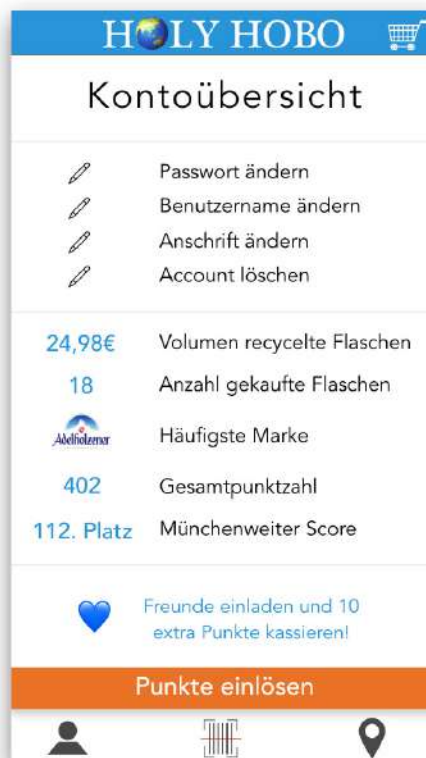 HOLY HOBO
Kontoübersicht
Passwort ändern
Benutzername ändern
Anschrift ändern
Account löschen
24,98€ Volumen recycelte Flaschen
18 Anzahl gekaufte Flaschen
Adelholzener Häufigste Marke
402 Gesamtpunktzahl
112. Platz Münchenweiter Score
Freunde einladen und 10
extra Punkte kassieren!
Punkte einlösen